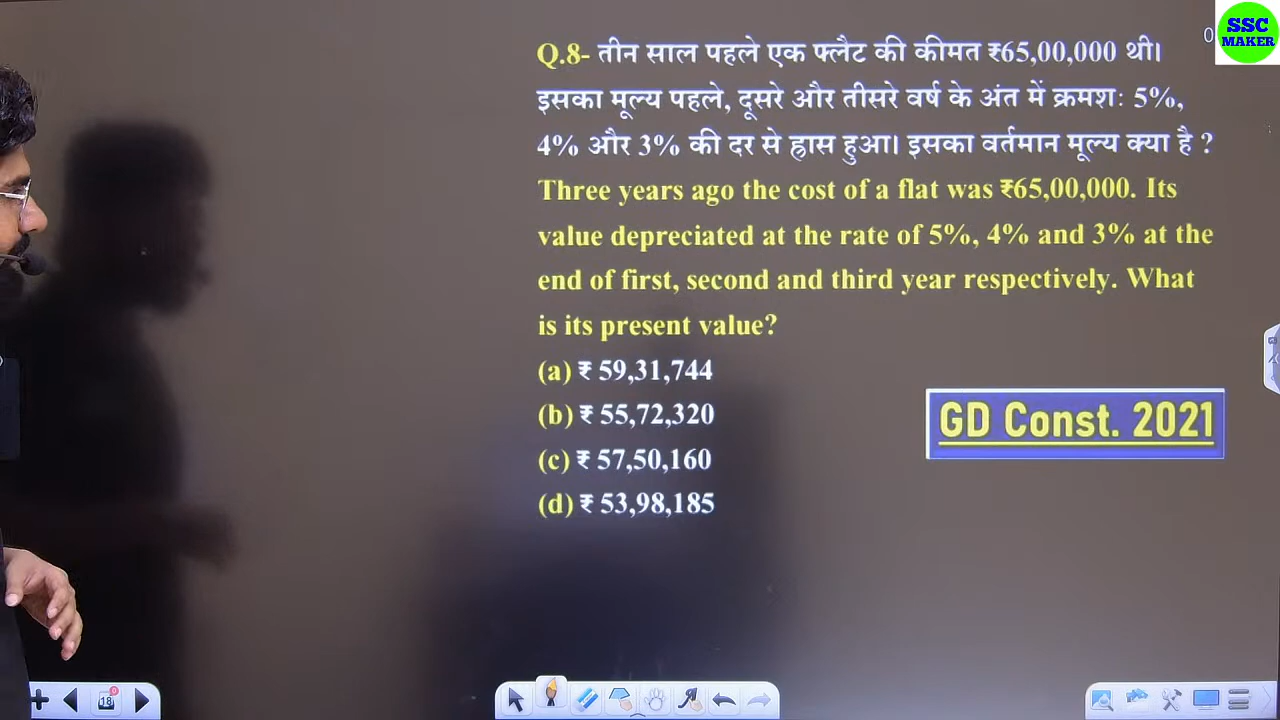 SSC
MAKER
0
Q.8- तीन साल पहले एक फ्लैट की कीमत ₹65,00,000 थी।
इसका मूल्य पहले, दूसरे और तीसरे वर्ष के अंत में क्रमशः 5%,
4% और 3% की दर से ह्रास हुआ। इसका वर्तमान मूल्य क्या है ?
Three years ago the cost of a flat was ₹65,00,000. Its
value depreciated at the rate of 5%, 4% and 3% at the
end of first, second and third year respectively. What
is its present value?
(a) ₹ 59,31,744
(b) ₹ 55,72,320
(c) ₹ 57,50,160
(d) ₹ 53,98,185
GD Const. 2021
18